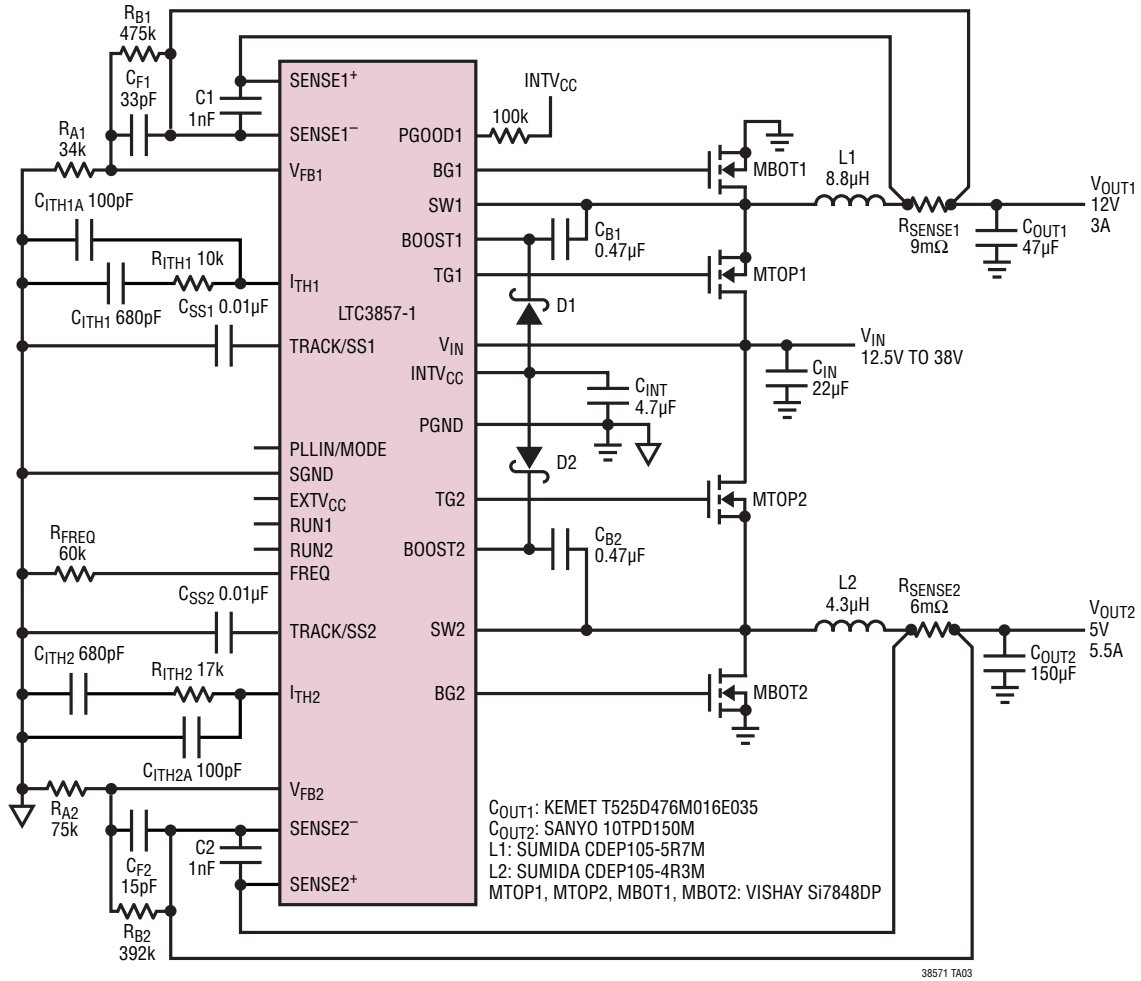 RB1
475k
CF1
33pF
RA1
34k
C1
1nF
SENSE1+
SENSE1–
VFB1
CITH1A 100pF
RITH1 10k
CITH1 680pF
ITH1
CSS1 0.01µF
TRACK/SS1
LTC3857-1
PLLIN/MODE
SGND
EXTVCC
RUN1
RUN2
FREQ
RFREQ
60k
CSS2 0.01µF
TRACK/SS2
CITH2 680pF
RITH2 17k
ITH2
CITH2A 100pF
VFB2
RA2
75k
SENSE2–
CF2
15pF
C2
1nF
SENSE2+
RB2
392k
INTVCC
100k
PGOOD1
BG1
SW1
BOOST1
TG1
VIN
INTVCC
PGND
TG2
BOOST2
SW2
BG2
CB1
0.47µF
D1
CINT
4.7µF
D2
CB2
0.47µF
MBOT1
MTOP1
L1
8.8µH
RSENSE1
9mΩ
COUT1
47µF
VOUT1
12V
3A
VIN
12.5V TO 38V
CIN
22µF
MTOP2
L2
4.3µH
RSENSE2
6mΩ
VOUT2
5V
5.5A
COUT2
150µF
MBOT2
COUT1: KEMET T525D476M016E035
COUT2: SANYO 10TPD150M
L1: SUMIDA CDEP105-5R7M
L2: SUMIDA CDEP105-4R3M
MTOP1, MTOP2, MBOT1, MBOT2: VISHAY Si7848DP
38571 TA03